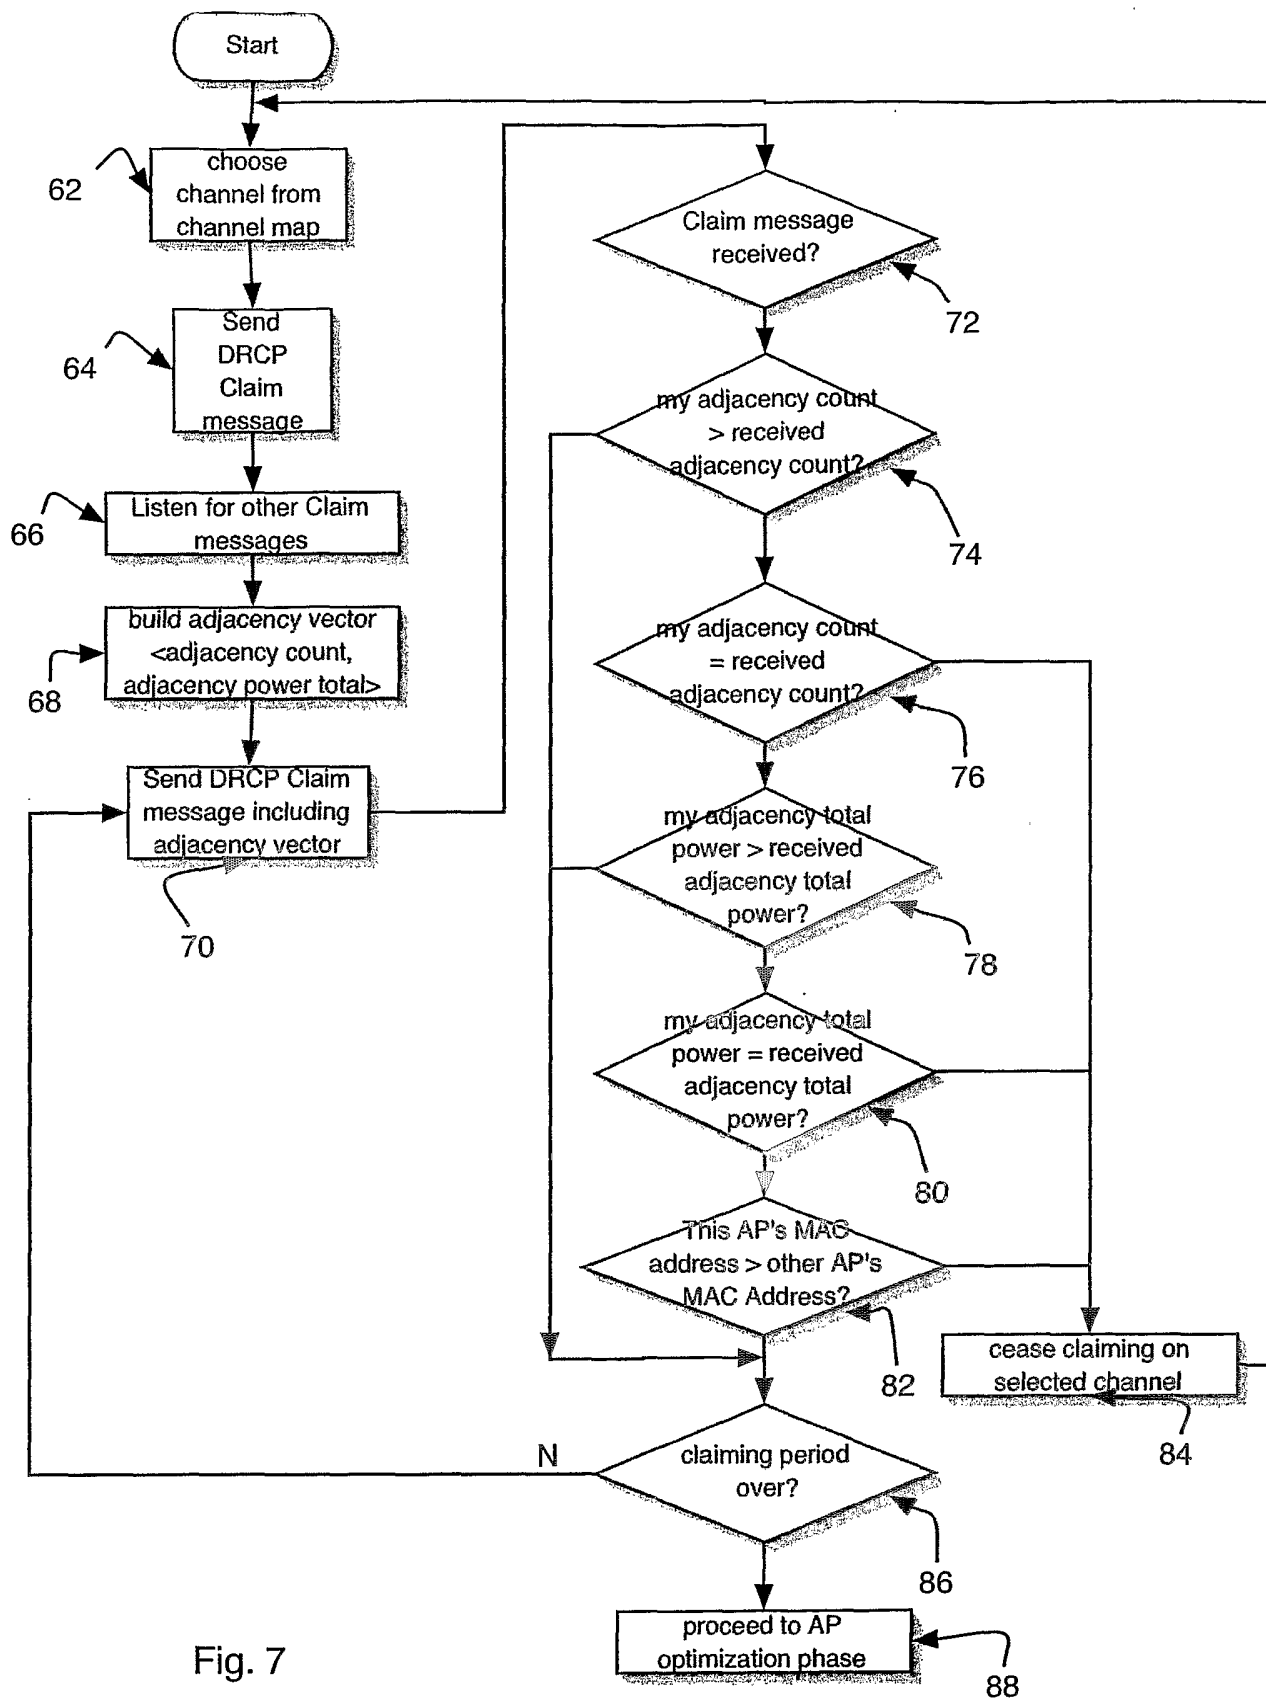 Start
62
choose
channel from
channel map
64
Send
DRCP
Claim
message
66
Listen for other Claim
messages
68
build adjacency vector
<adjacency count,
adjacency power total>
Send DRCP Claim
message including
adjacency vector
70
Claim message
received?
72
my adjacency count
> received
adjacency count?
74
my adjacency count
= received
adjacency count?
76
my adjacency total
power > received
adjacency total
power?
78
my adjacency total
power = received
adjacency total
power?
80
This AP's MAC
address > other AP's
MAC Address?
82
cease claiming on
selected channel
84
N
claiming period
over?
86
proceed to AP
optimization phase
88
Fig. 7